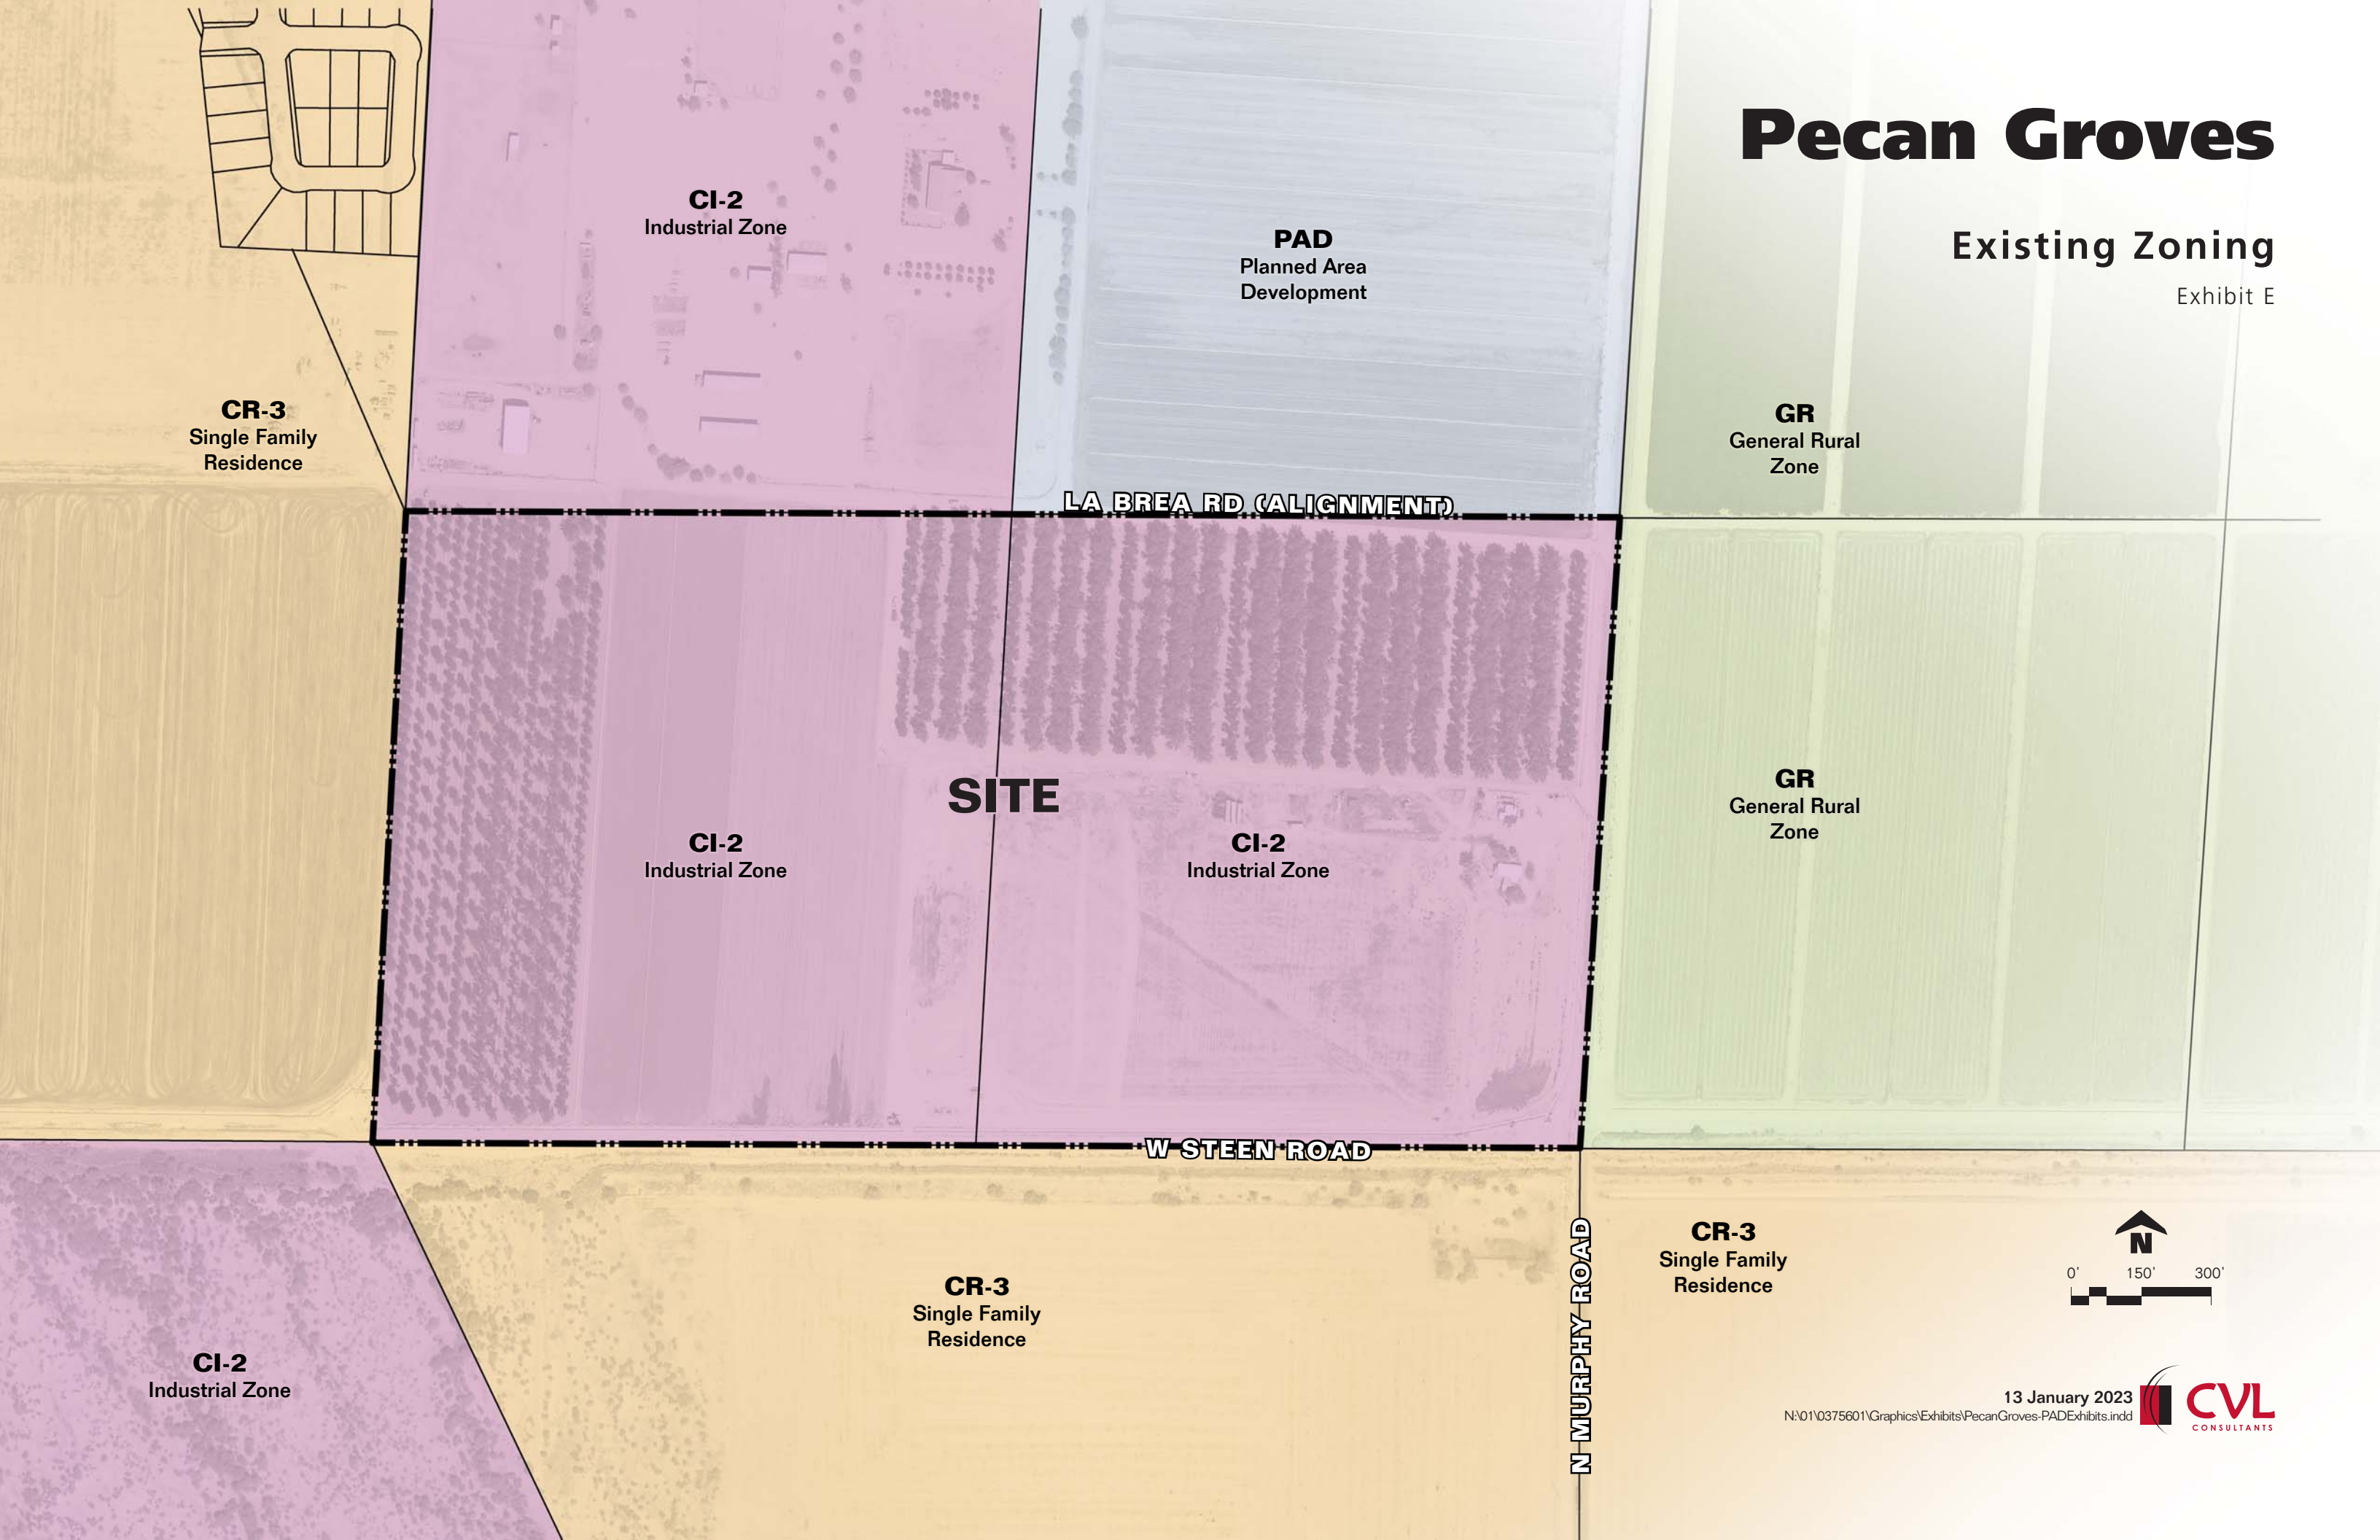 Pecan Groves
Existing Zoning
Exhibit E
CI-2
Industrial Zone
PAD
Planned Area
Development
CR-3
Single Family
Residence
GR
General Rural
Zone
LA BREA RD (ALIGNMENT)
SITE
CI-2
Industrial Zone
CI-2
Industrial Zone
GR
General Rural
Zone
W STEEN ROAD
N MURPHY ROAD
CR-3
Single Family
Residence
CR-3
Single Family
Residence
CI-2
Industrial Zone
N
0' 150' 300'
13 January 2023
N:\01\0375601\Graphics\Exhibits\PecanGroves-PADExhibits.indd
CVL
CONSULTANTS